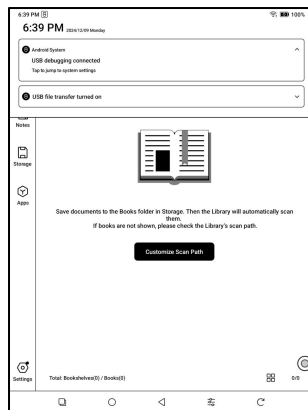 6:39 PM
100%
6:39 PM 2024/12/09 Monday
Android System
USB debugging connected
Tap to jump to system settings
USB file transfer turned on
Notes
Storage
Apps
Save documents to the Books folder in Storage. Then the Library will automatically scan
them.
If books are not shown, please check the Library's scan path.
Customize Scan Path
Settings
Total: Bookshelves(0) / Books(0)
0/0